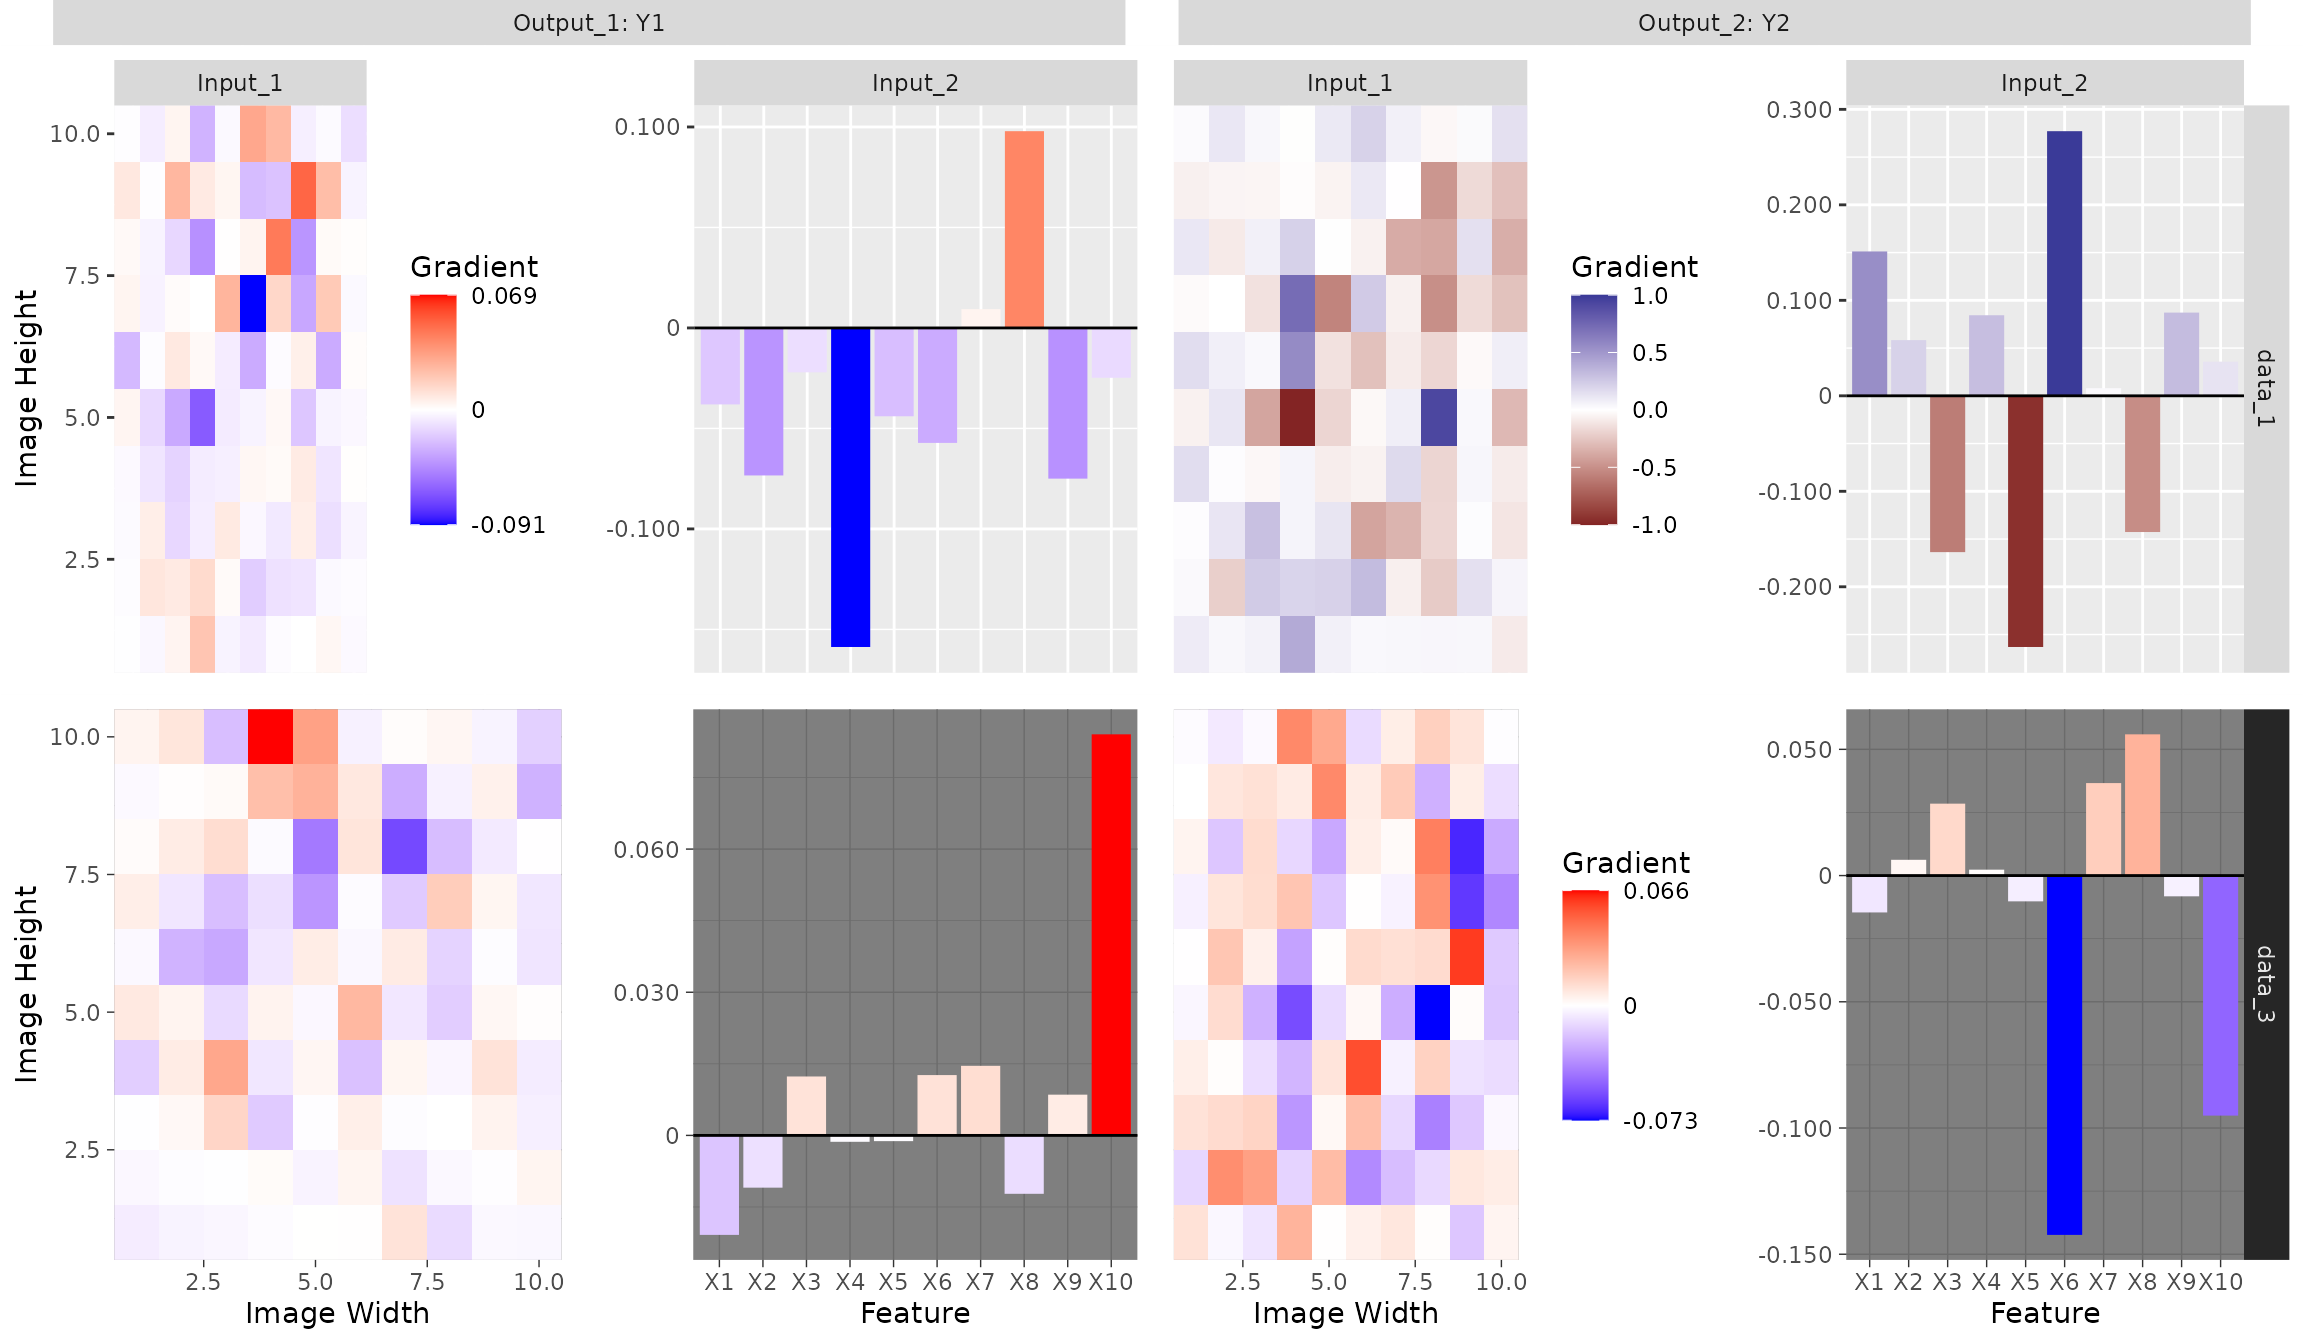 Output_1: Y1
Output_2: Y2
Input_1
Input_2
Input_1
Input_2
Image Height
10.0
7.5
5.0
2.5
Gradient
0.069
0
-0.091
0.100
0
-0.100
Gradient
1.0
0.5
0.0
-0.5
-1.0
0.300
0.200
0.100
0
-0.100
-0.200
data_1
Image Height
10.0
7.5
5.0
2.5
0.060
0.030
0
Gradient
0.066
0
-0.073
0.050
0
-0.050
-0.100
-0.150
data_3
2.5 5.0 7.5 10.0
X1 X2 X3 X4 X5 X6 X7 X8 X9 X10
2.5 5.0 7.5 10.0
X1 X2 X3 X4 X5 X6 X7 X8 X9 X10
Image Width
Feature
Image Width
Feature